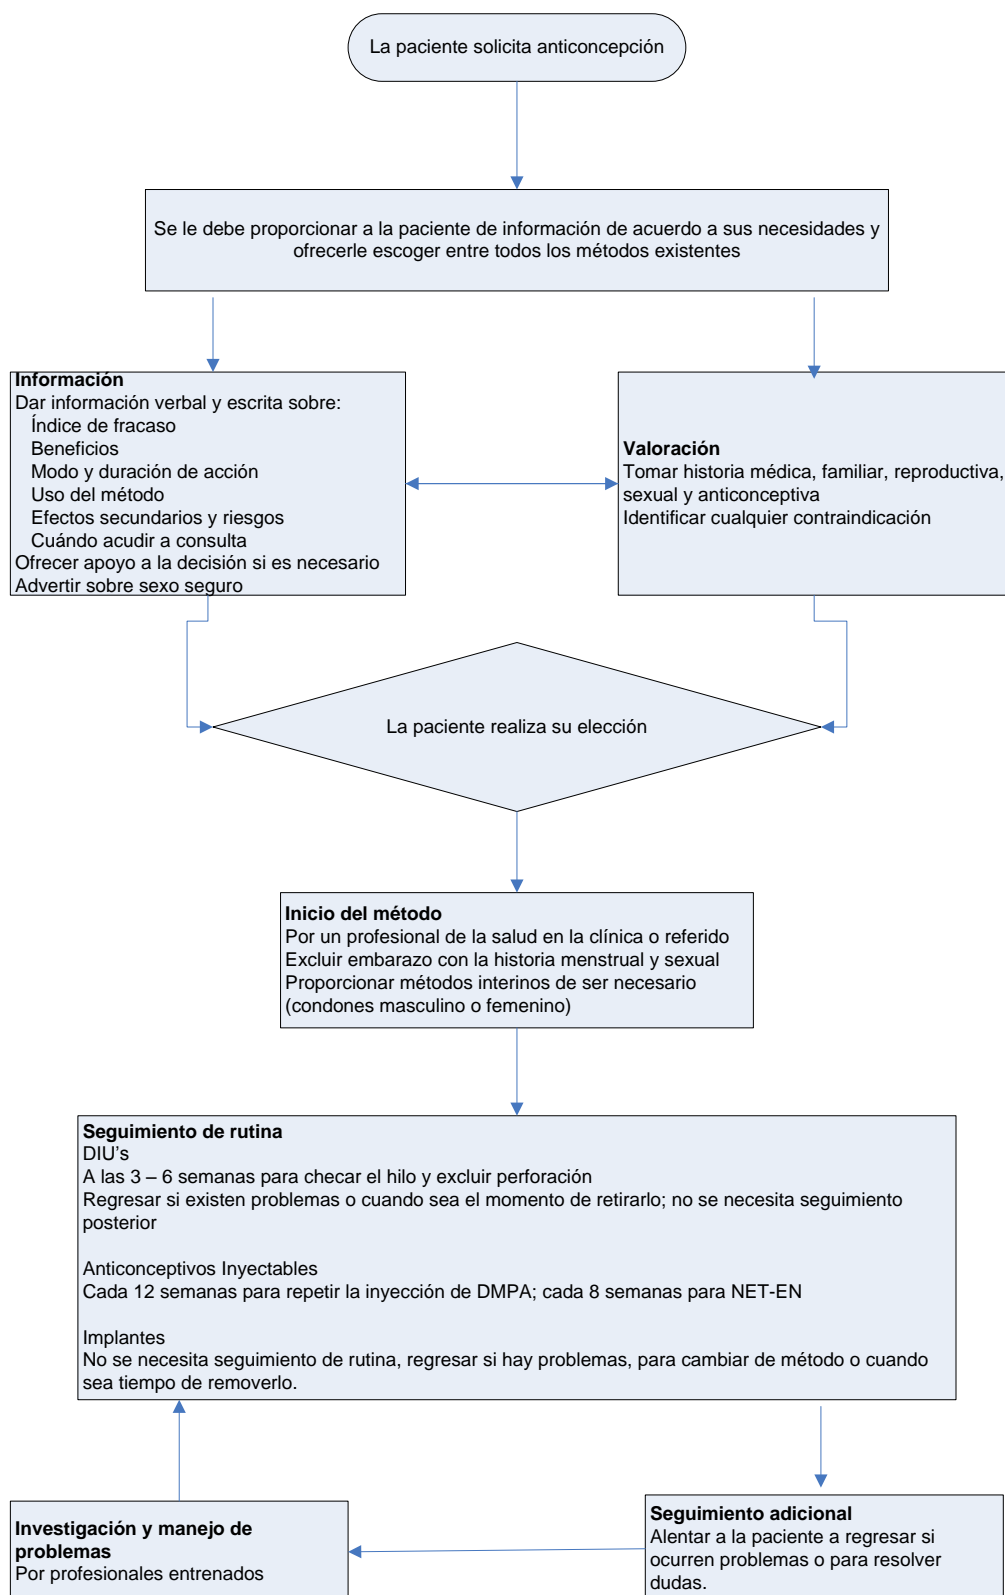 La paciente solicita anticoncepción
Se le debe proporcionar a la paciente de información de acuerdo a sus necesidades y
ofrecerle escoger entre todos los métodos existentes
Información
Dar información verbal y escrita sobre:
Índice de fracaso
Beneficios
Modo y duración de acción
Uso del método
Efectos secundarios y riesgos
Cuándo acudir a consulta
Ofrecer apoyo a la decisión si es necesario
Advertir sobre sexo seguro
Valoración
Tomar historia médica, familiar, reproductiva,
sexual y anticonceptiva
Identificar cualquier contraindicación
La paciente realiza su elección
Inicio del método
Por un profesional de la salud en la clínica o referido
Excluir embarazo con la historia menstrual y sexual
Proporcionar métodos interinos de ser necesario
(condones masculino o femenino)
Seguimiento de rutina
DIU's
A las 3 – 6 semanas para checar el hilo y excluir perforación
Regresar si existen problemas o cuando sea el momento de retirarlo; no se necesita seguimiento
posterior
Anticonceptivos Inyectables
Cada 12 semanas para repetir la inyección de DMPA; cada 8 semanas para NET-EN
Implantes
No se necesita seguimiento de rutina, regresar si hay problemas, para cambiar de método o cuando
sea tiempo de removerlo.
Investigación y manejo de
problemas
Por profesionales entrenados
Seguimiento adicional
Alentar a la paciente a regresar si
ocurren problemas o para resolver
dudas.